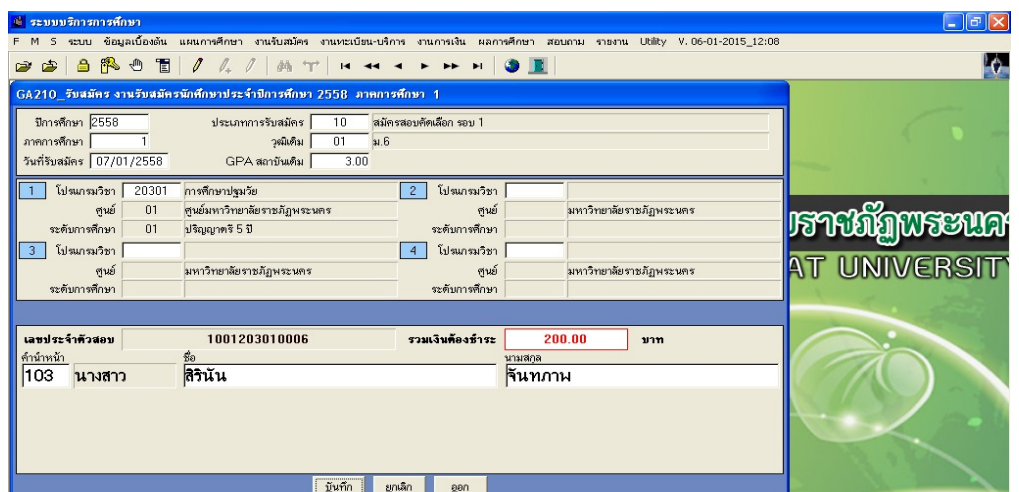 ระบบบริการการศึกษา
F M S ระบบ ข้อมูลเบื้องต้น แผนการศึกษา งานรับสมัคร งานทะเบียน-บริการ งานการเงิน ผลการศึกษา สอบถาม รายงาน Utility V. 06-01-2015_12:08
GA210_รับสมัคร งานรับสมัครนักศึกษาประจำปีการศึกษา 2558 ภาคการศึกษา 1
ปีการศึกษา 2558 ประเภทการรับสมัคร 10 สมัครสอบคัดเลือก รอบ 1
ภาคการศึกษา 1 วุฒิเดิม 01 ม.6
วันที่รับสมัคร 07/01/2558 GPA สถาบันเดิม 3.00
1 โปรแกรมวิชา 20301 การศึกษาปฐมวัย 2 โปรแกรมวิชา
ศูนย์ 01 ศูนย์มหาวิทยาลัยราชภัฏพระนคร ศูนย์ มหาวิทยาลัยราชภัฏพระนคร
ระดับการศึกษา 01 ปริญญาตรี 5 ปี ระดับการศึกษา
3 โปรแกรมวิชา 4 โปรแกรมวิชา
ศูนย์ มหาวิทยาลัยราชภัฏพระนคร ศูนย์ มหาวิทยาลัยราชภัฏพระนคร
ระดับการศึกษา ระดับการศึกษา
ราชภัฏพระนค
AT UNIVERSIT
เลขประจำตัวสอบ 1001203010006 รวมเงินต้องชำระ 200.00 บาท
คำนำหน้า ชื่อ นามสกุล
103 นางสาว สิรินัน จันทภาพ
บันทึก ยกเลิก ออก